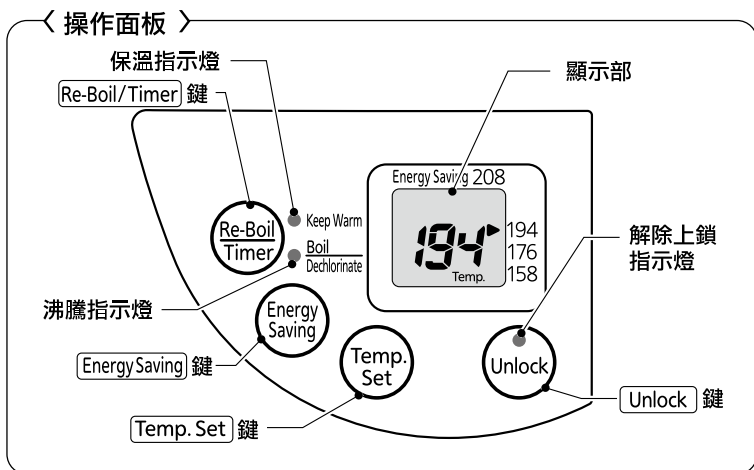 〈 操作面板 〉
保溫指示燈
Re-Boil/Timer 鍵
顯示部
Energy Saving 208
Re-Boil
Timer
Keep Warm
Boil
Dechlorinate
194
Temp.
194
176
158
解除上鎖
指示燈
沸騰指示燈
Energy
Saving
Energy Saving 鍵
Temp.
Set
Unlock
Unlock 鍵
Temp. Set 鍵